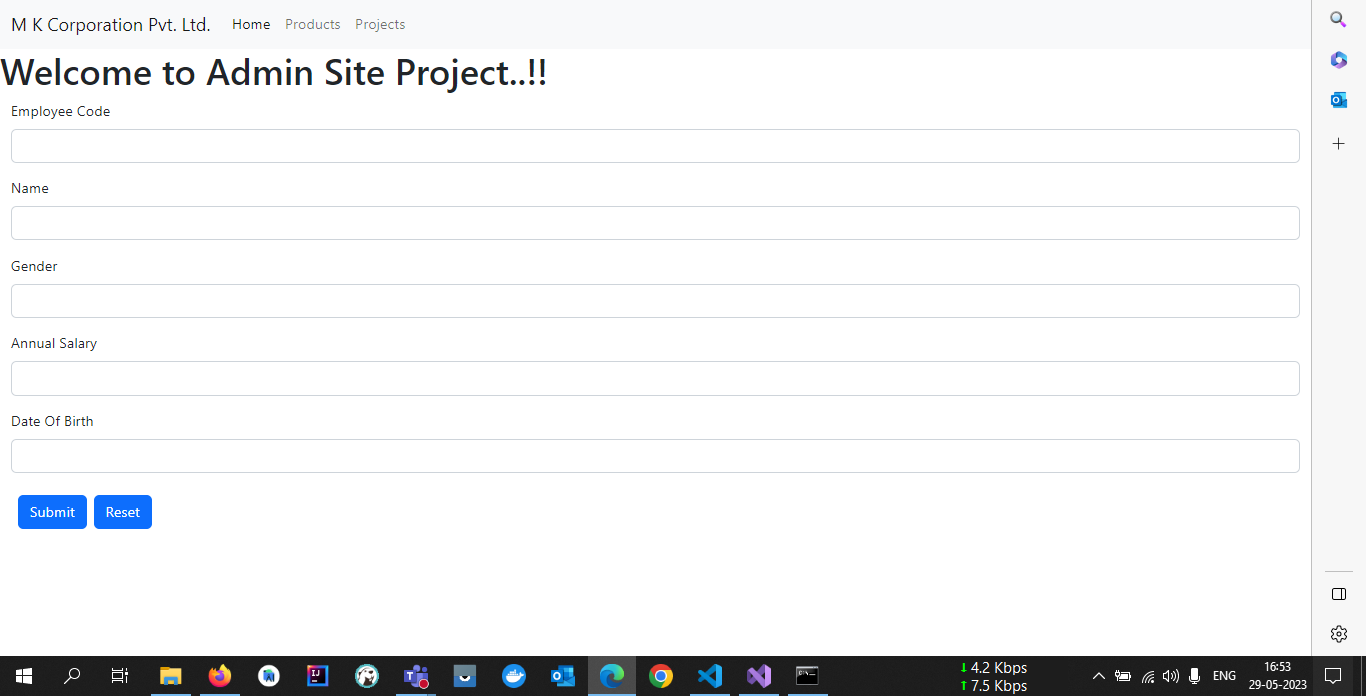 M K Corporation Pvt. Ltd. Home Products Projects
Welcome to Admin Site Project..!!
Employee Code
Name
Gender
Annual Salary
Date Of Birth
Submit Reset
↓ 4.2 Kbps
↑ 7.5 Kbps
ENG
16:53
29-05-2023